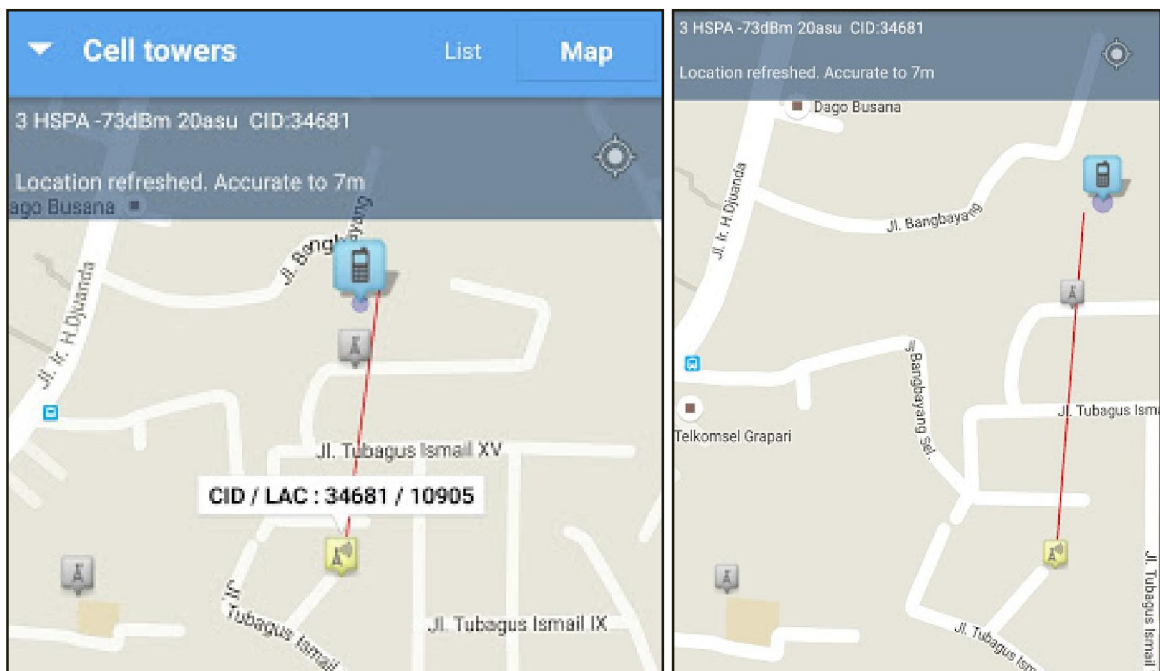 Cell towers
List
Map
3 HSPA -73dBm 20asu CID:34681
Location refreshed. Accurate to 7m
ago Busana
Jl. Bangbayang
Jl. Ir. H.Djuanda
Jl. Tubagus Ismail XV
CID / LAC : 34681 / 10905
Jl. Tubagus Ismail IX
Tubagus Ismail
3 HSPA -73dBm 20asu CID:34681
Location refreshed. Accurate to 7m
Dago Busana
Jl. Ir. H.Djuanda
Jl. Bangbayang
Jl. Bangbayang Sel.
Jl. Tubagus Ism
Telkomsel Grapari
Jl. Tubagus
Jl. Tubagus Ism